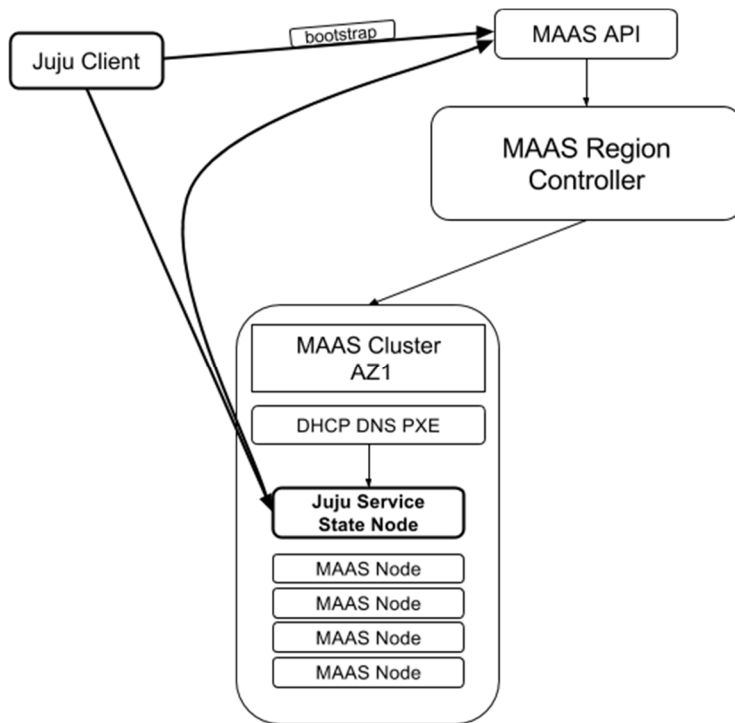 bootstrap
MAAS API
Juju Client
MAAS Region
Controller
MAAS Cluster
AZ1
DHCP DNS PXE
Juju Service
State Node
MAAS Node
MAAS Node
MAAS Node
MAAS Node